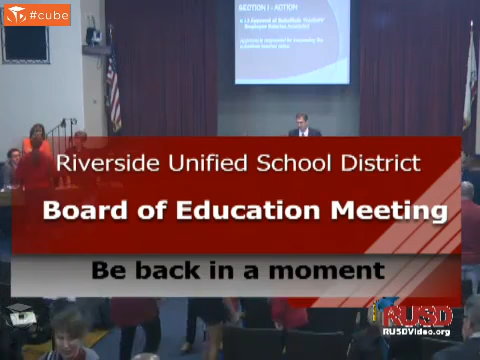 #cube
SECTION I - ACTION
Riverside Unified School District
Board of Education Meeting
Be back in a moment
RUSD
RUSDVideo.org